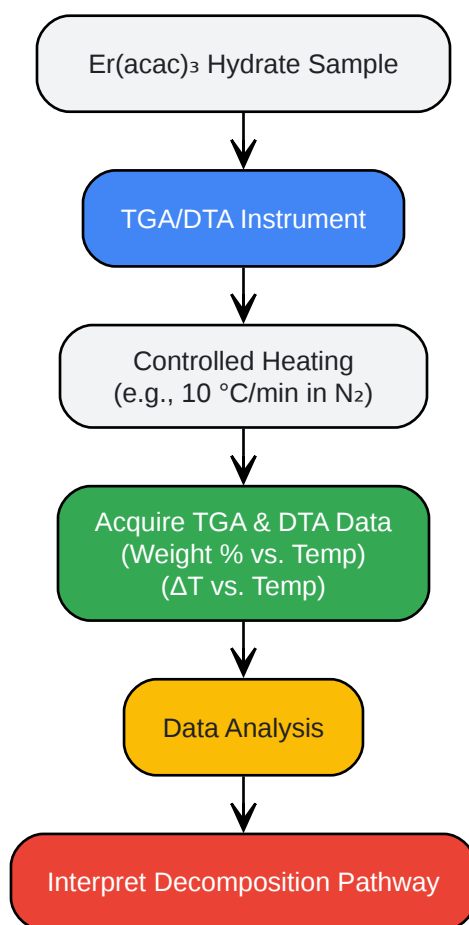 Er(acac)₃ Hydrate Sample
TGA/DTA Instrument
Controlled Heating
(e.g., 10 °C/min in N₂)
Acquire TGA & DTA Data
(Weight % vs. Temp)
(ΔT vs. Temp)
Data Analysis
Interpret Decomposition Pathway